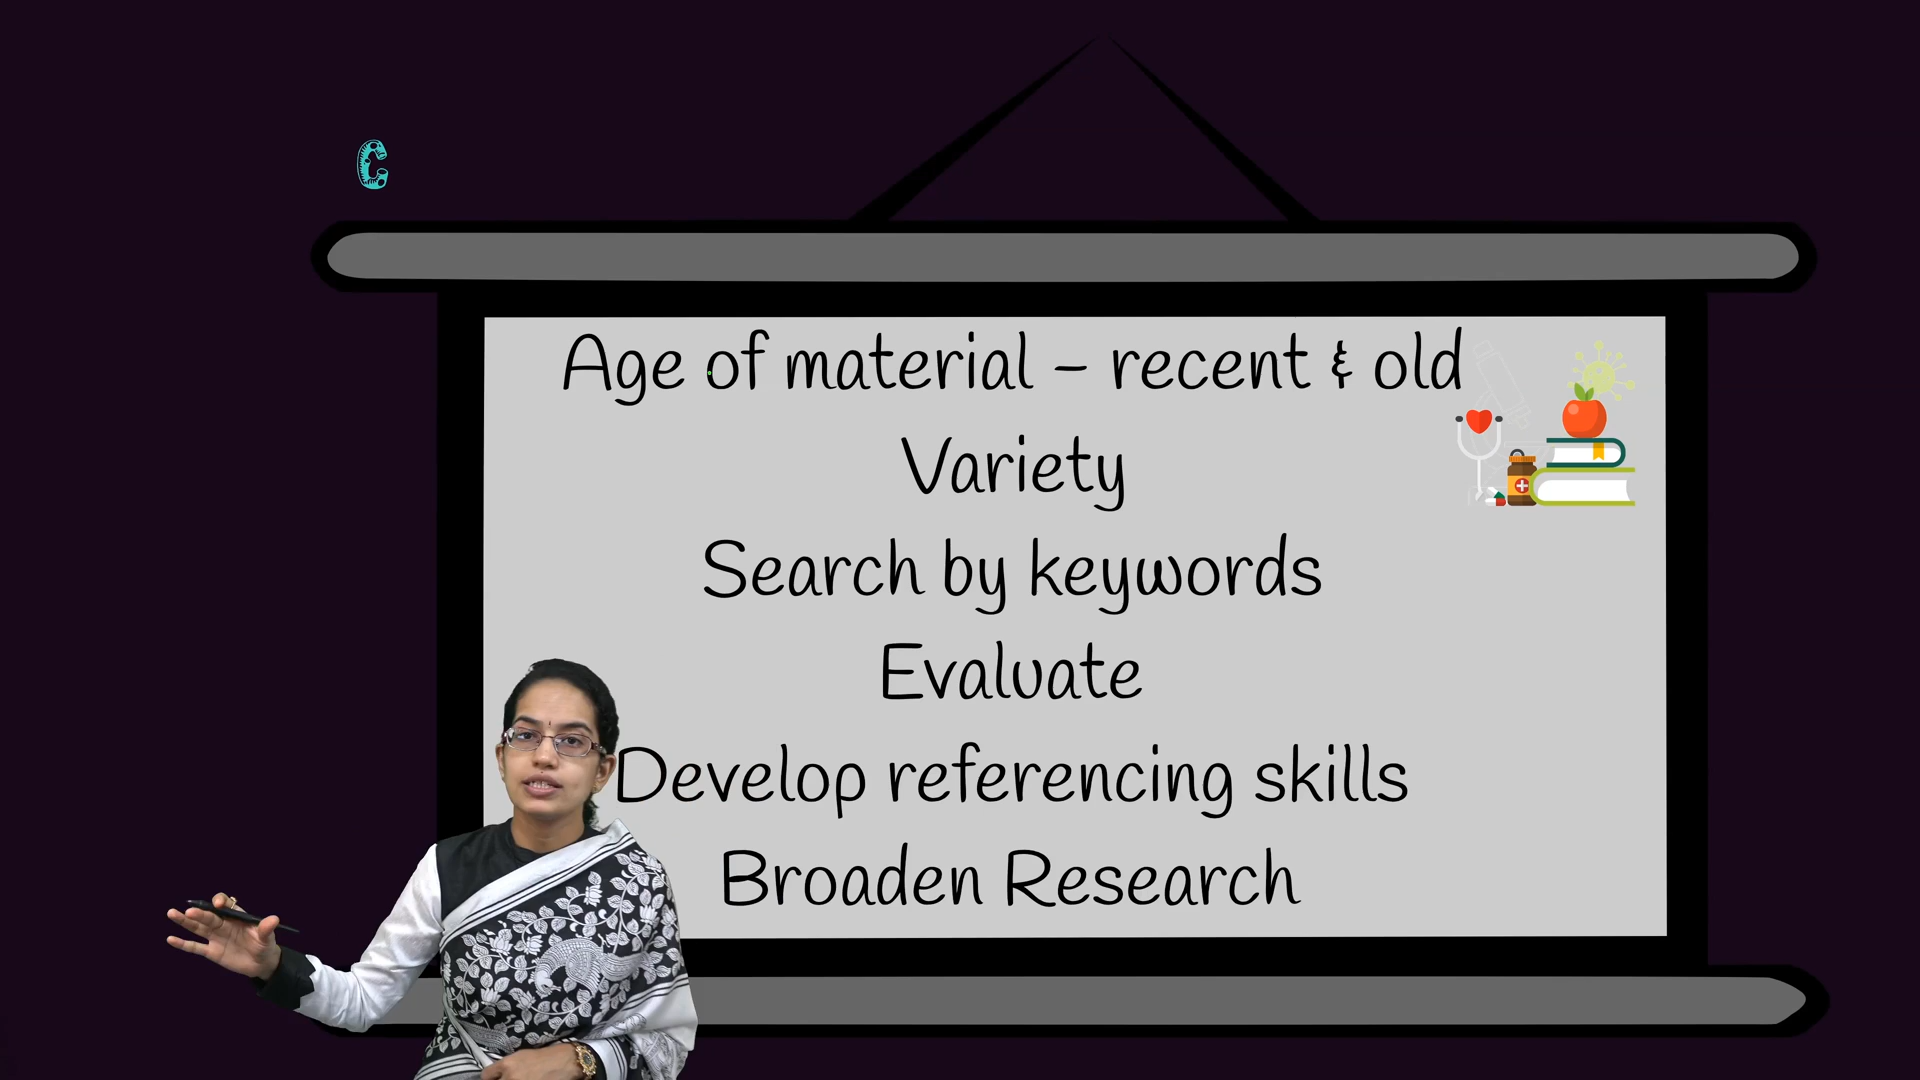 C
Age of material – recent & old
Variety
Search by keywords
Evaluate
Develop referencing skills
Broaden Research